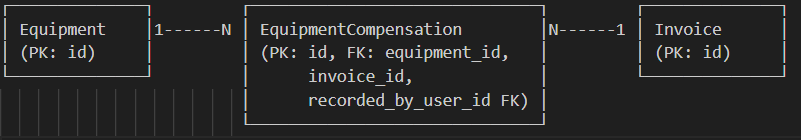 Equipment 1------N EquipmentCompensation N------1 Invoice
(PK: id) (PK: id, FK: equipment_id, (PK: id)
invoice_id,
recorded_by_user_id FK)